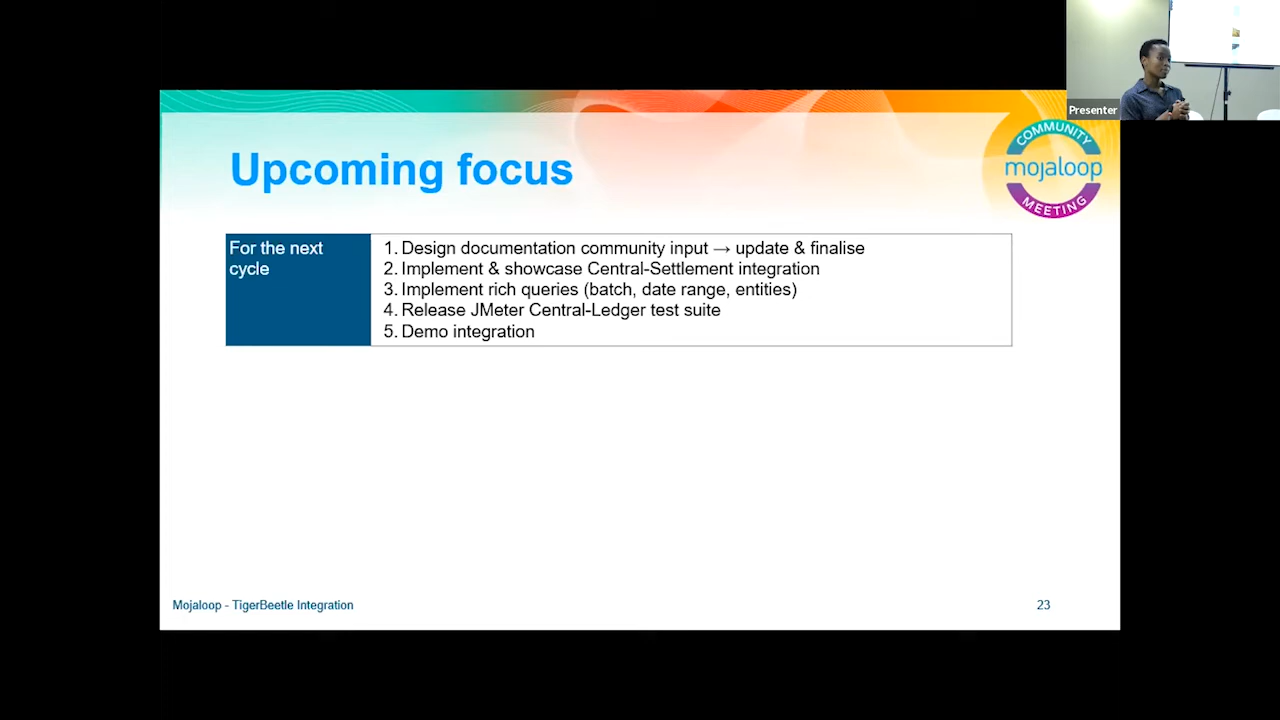 Presenter
COMMUNITY
mojaloop
MEETING
Upcoming focus
For the next
cycle
1. Design documentation community input → update & finalise
2. Implement & showcase Central-Settlement integration
3. Implement rich queries (batch, date range, entities)
4. Release JMeter Central-Ledger test suite
5. Demo integration
Mojaloop - TigerBeetle Integration
23